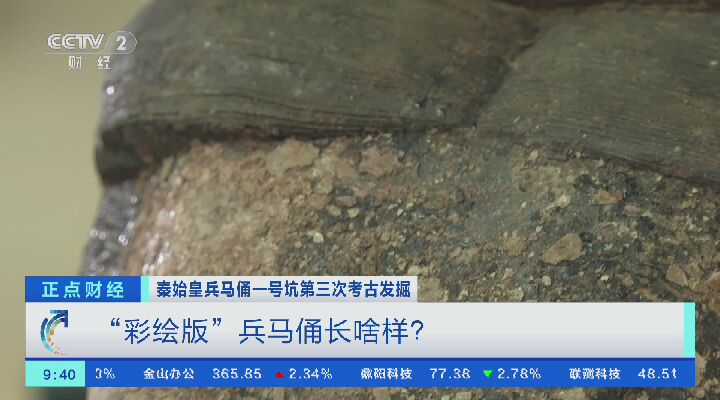 CCTV 2
财 经
正点财经 秦始皇兵马俑一号坑第三次考古发掘
“彩绘版”兵马俑长啥样?
9:40 3% 金山办公 365.85 ▲2.34% 鼎阳科技 77.38 ▼2.78% 联测科技 48.5